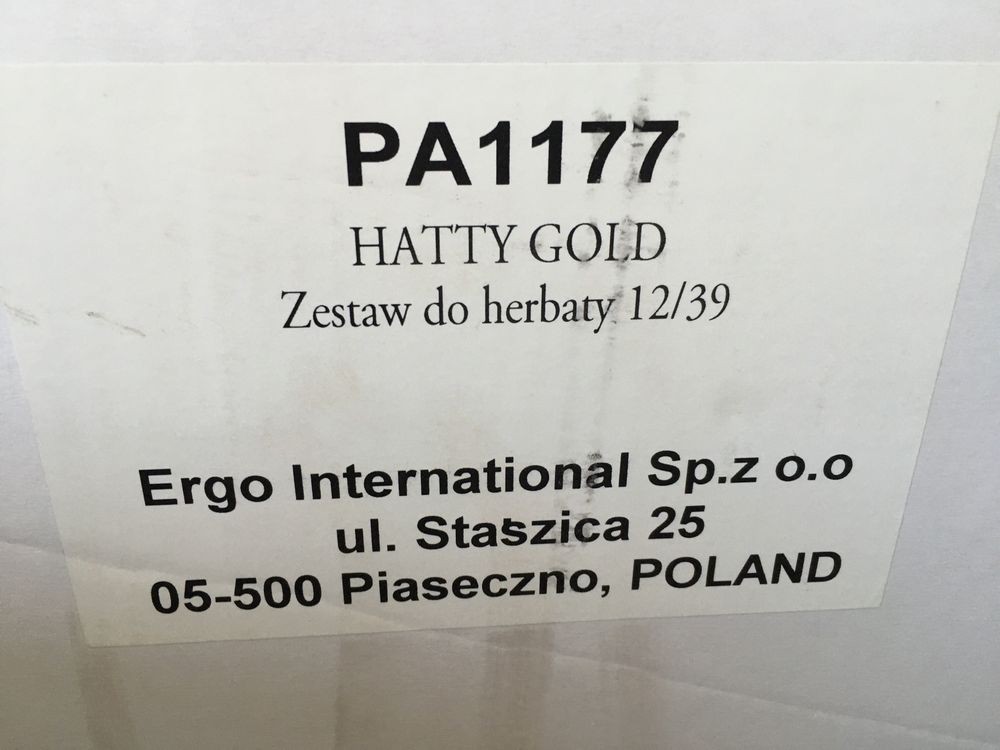 PA1177
HATTY GOLD
Zestaw do herbaty 12/39
Ergo International Sp.z o.o
ul. Staszica 25
05-500 Piaseczno, POLAND